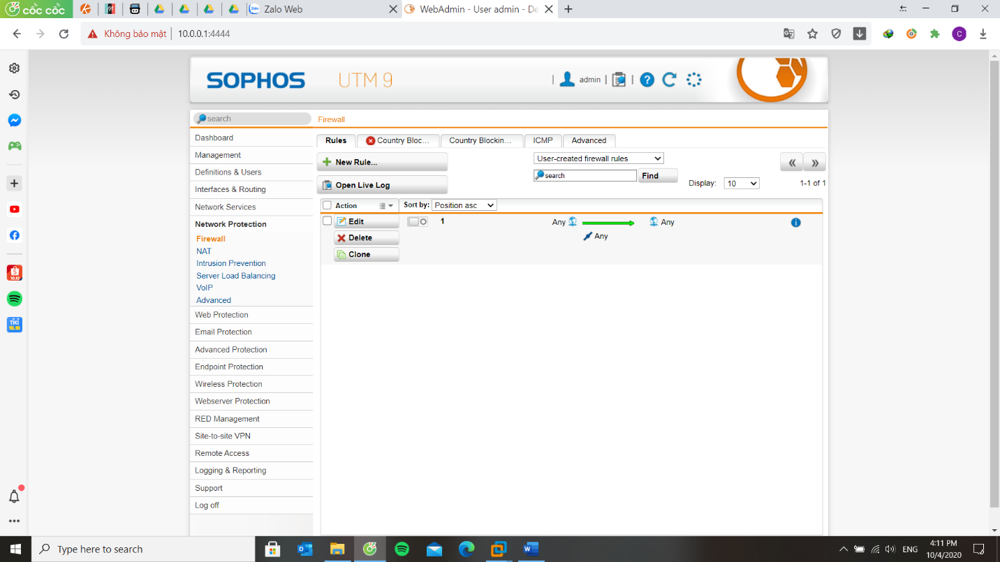 cốc cốc
Zalo Web
WebAdmin - User admin - De
Không bảo mật
10.0.0.1:4444
C
SOPHOS
UTM 9
admin
search
Firewall
Dashboard
Management
Definitions & Users
Interfaces & Routing
Network Services
Network Protection
Firewall
NAT
Intrusion Prevention
Server Load Balancing
VoIP
Advanced
Web Protection
Email Protection
Advanced Protection
Endpoint Protection
Wireless Protection
Webserver Protection
RED Management
Site-to-site VPN
Remote Access
Logging & Reporting
Support
Log off
Rules
Country Bloc...
Country Blockin...
ICMP
Advanced
New Rule...
User-created firewall rules
search
Find
Open Live Log
Display:
10
1-1 of 1
Action
Sort by:
Position asc
Edit
1
Any
Any
Any
Delete
Clone
10.10
TIKI
10.10
Type here to search
ENG
4:11 PM
10/4/2020